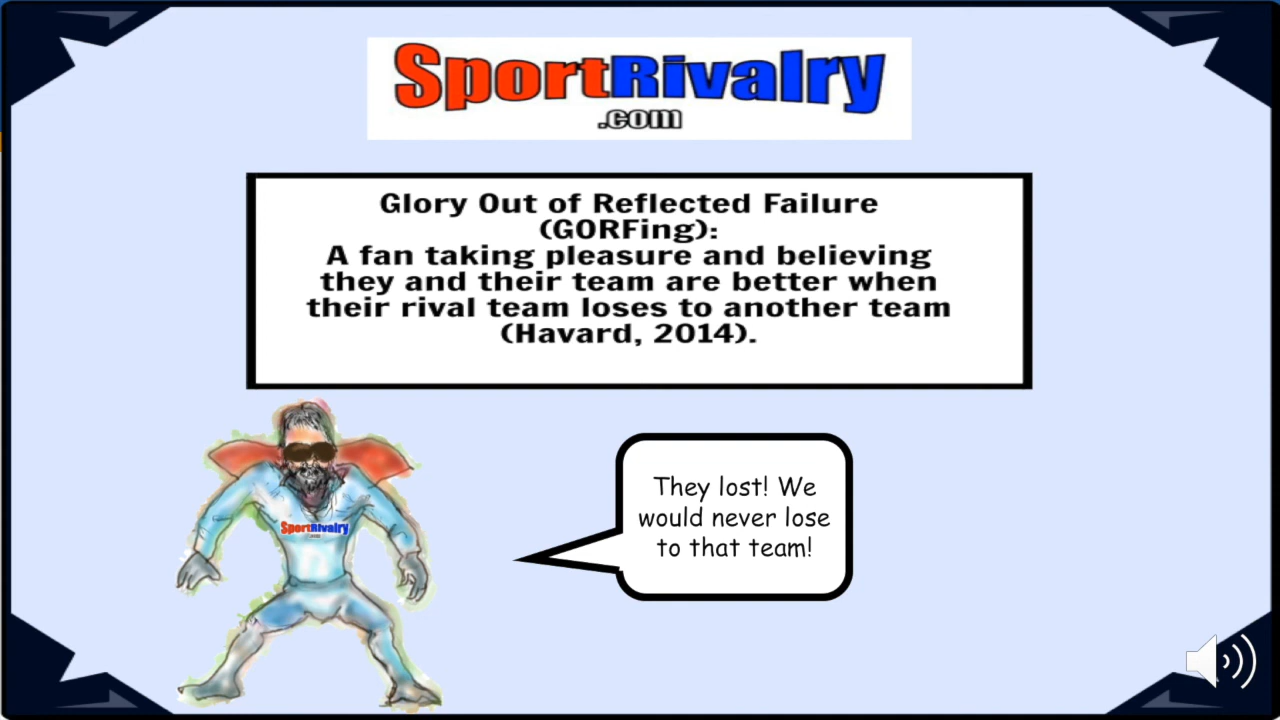 SportRivalry
.com
Glory Out of Reflected Failure
(GORFing):
A fan taking pleasure and believing
they and their team are better when
their rival team loses to another team
(Havard, 2014).
They lost! We
would never lose
to that team!
SportRivalry
.com